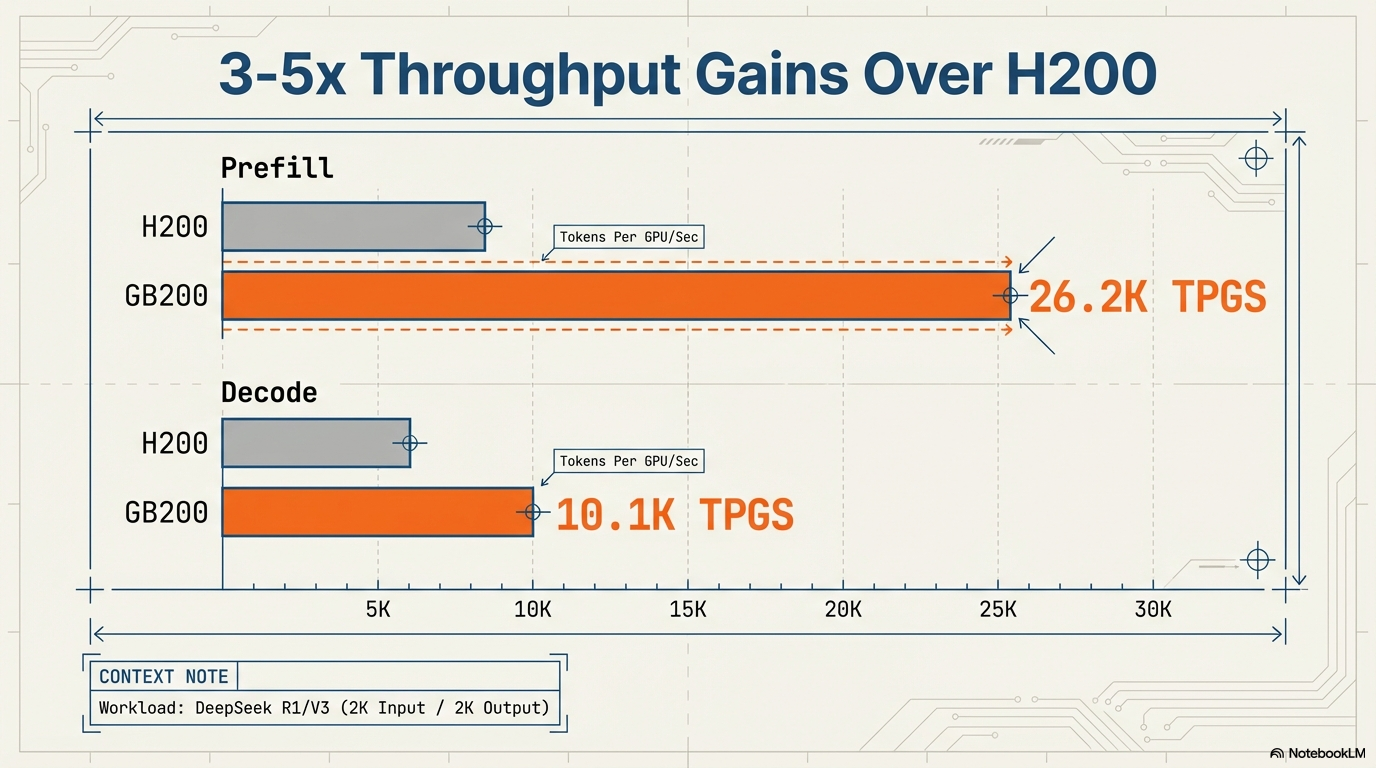 3-5x Throughput Gains Over H200
Prefill
H200
Tokens Per GPU/Sec
GB200
26.2K TPGS
Decode
H200
Tokens Per GPU/Sec
GB200
10.1K TPGS
5K 10K 15K 20K 25K 30K
CONTEXT NOTE
Workload: DeepSeek R1/V3 (2K Input / 2K Output)
NotebookLM